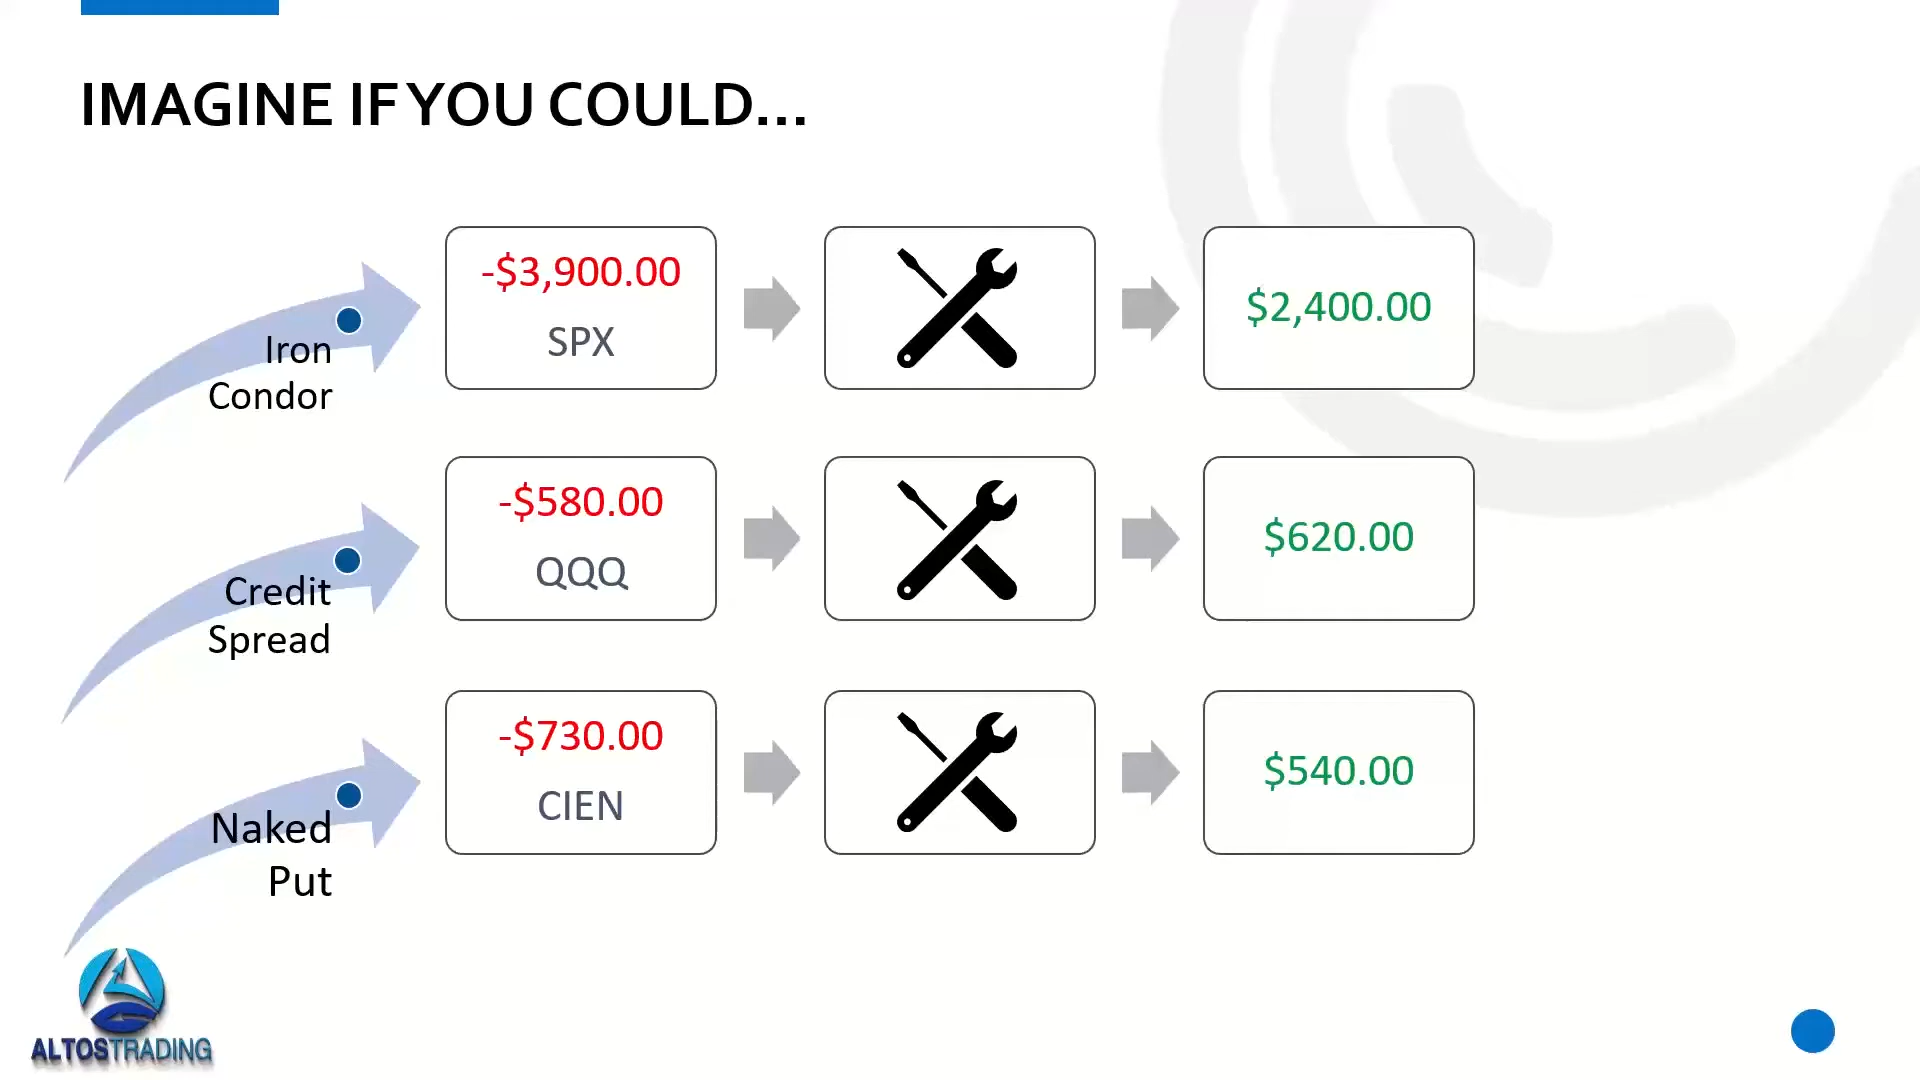 IMAGINE IF YOU COULD...
Iron
Condor
-$3,900.00
SPX
$2,400.00
Credit
Spread
-$580.00
QQQ
$620.00
Naked
Put
-$730.00
CIEN
$540.00
ALTOSTRADING